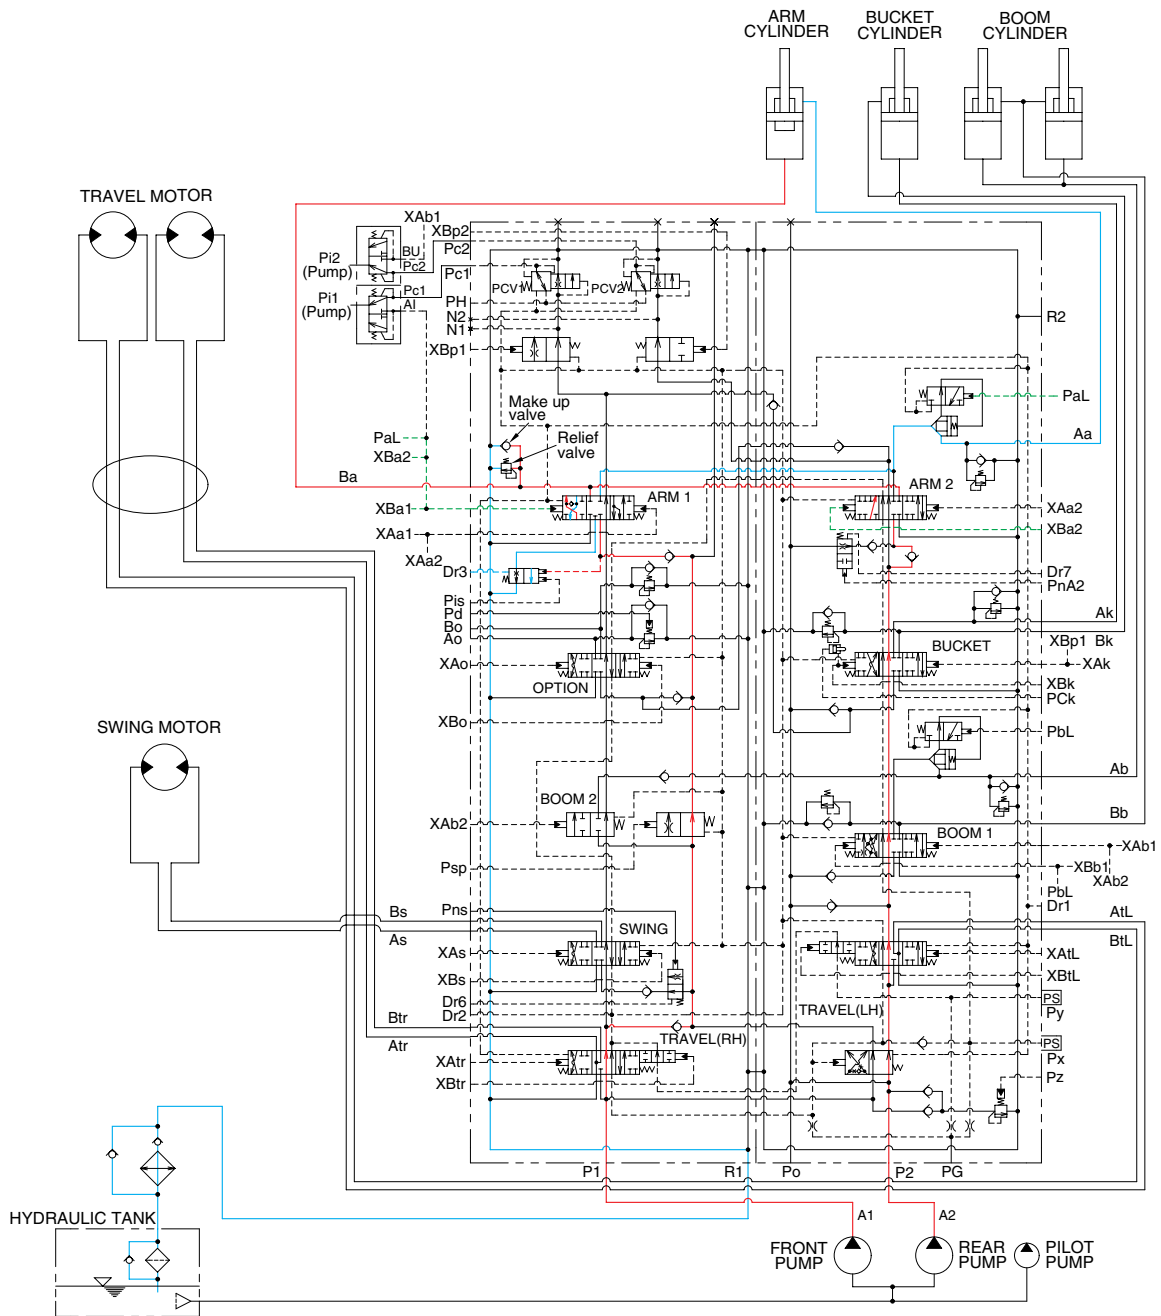 ARM
CYLINDER
BUCKET
CYLINDER
BOOM
CYLINDER
TRAVEL MOTOR
XAb1
XBp2
Pc2
BU
Pc2
Pi2
(Pump)
Pc1
Pc1
AI
Pi1
(Pump)
PCV1
PCV2
PH
N2
N1
XBp1
R2
Make up
valve
Relief
valve
PaL
Aa
PaL
XBa2
Ba
ARM 1
ARM 2
XBa1
XAa1
XAa2
XAa2
XBa2
Dr3
Dr7
PnA2
Pis
Pd
Bo
Ao
Ak
XBp1
Bk
BUCKET
XAo
OPTION
XAk
XBk
PCk
XBo
SWING MOTOR
PbL
Ab
BOOM 2
Bb
XAb2
BOOM 1
XAb1
XBb1
XAb2
PbL
Dr1
Psp
Pns
Bs
As
SWING
AtL
BtL
XAs
XBs
XAtL
XBtL
Dr6
Dr2
PS
Py
TRAVEL(LH)
Btr
Atr
TRAVEL(RH)
PS
Px
XAtr
XBtr
Pz
P1
R1
Po
P2
PG
HYDRAULIC TANK
A1
A2
FRONT
PUMP
REAR
PUMP
PILOT
PUMP